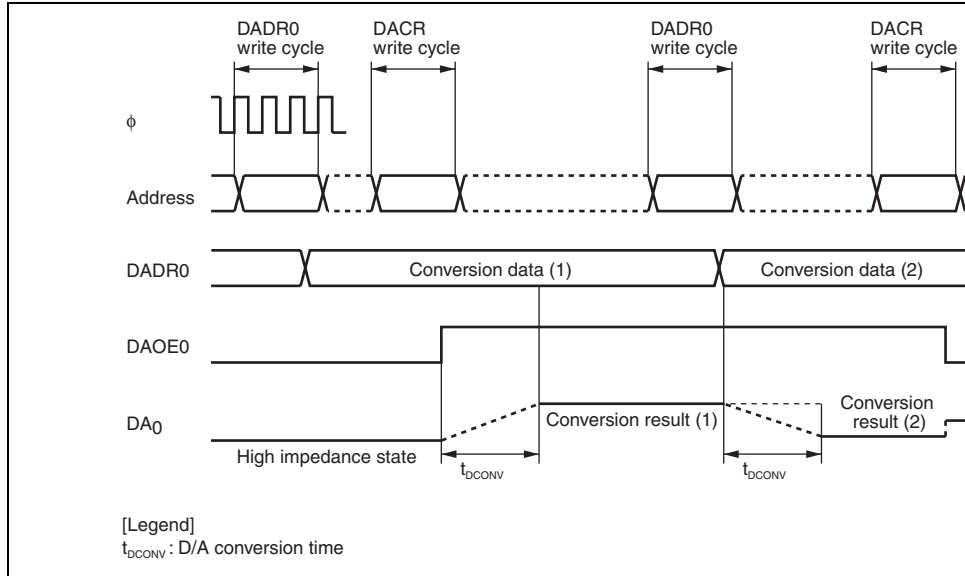 DADR0
write cycle
DACR
write cycle
DADR0
write cycle
DACR
write cycle
ϕ
Address
DADR0
Conversion data (1)
Conversion data (2)
DAOE0
DA0
Conversion result (1)
Conversion
result (2)
High impedance state
tDCONV
tDCONV
[Legend]
tDCONV : D/A conversion time